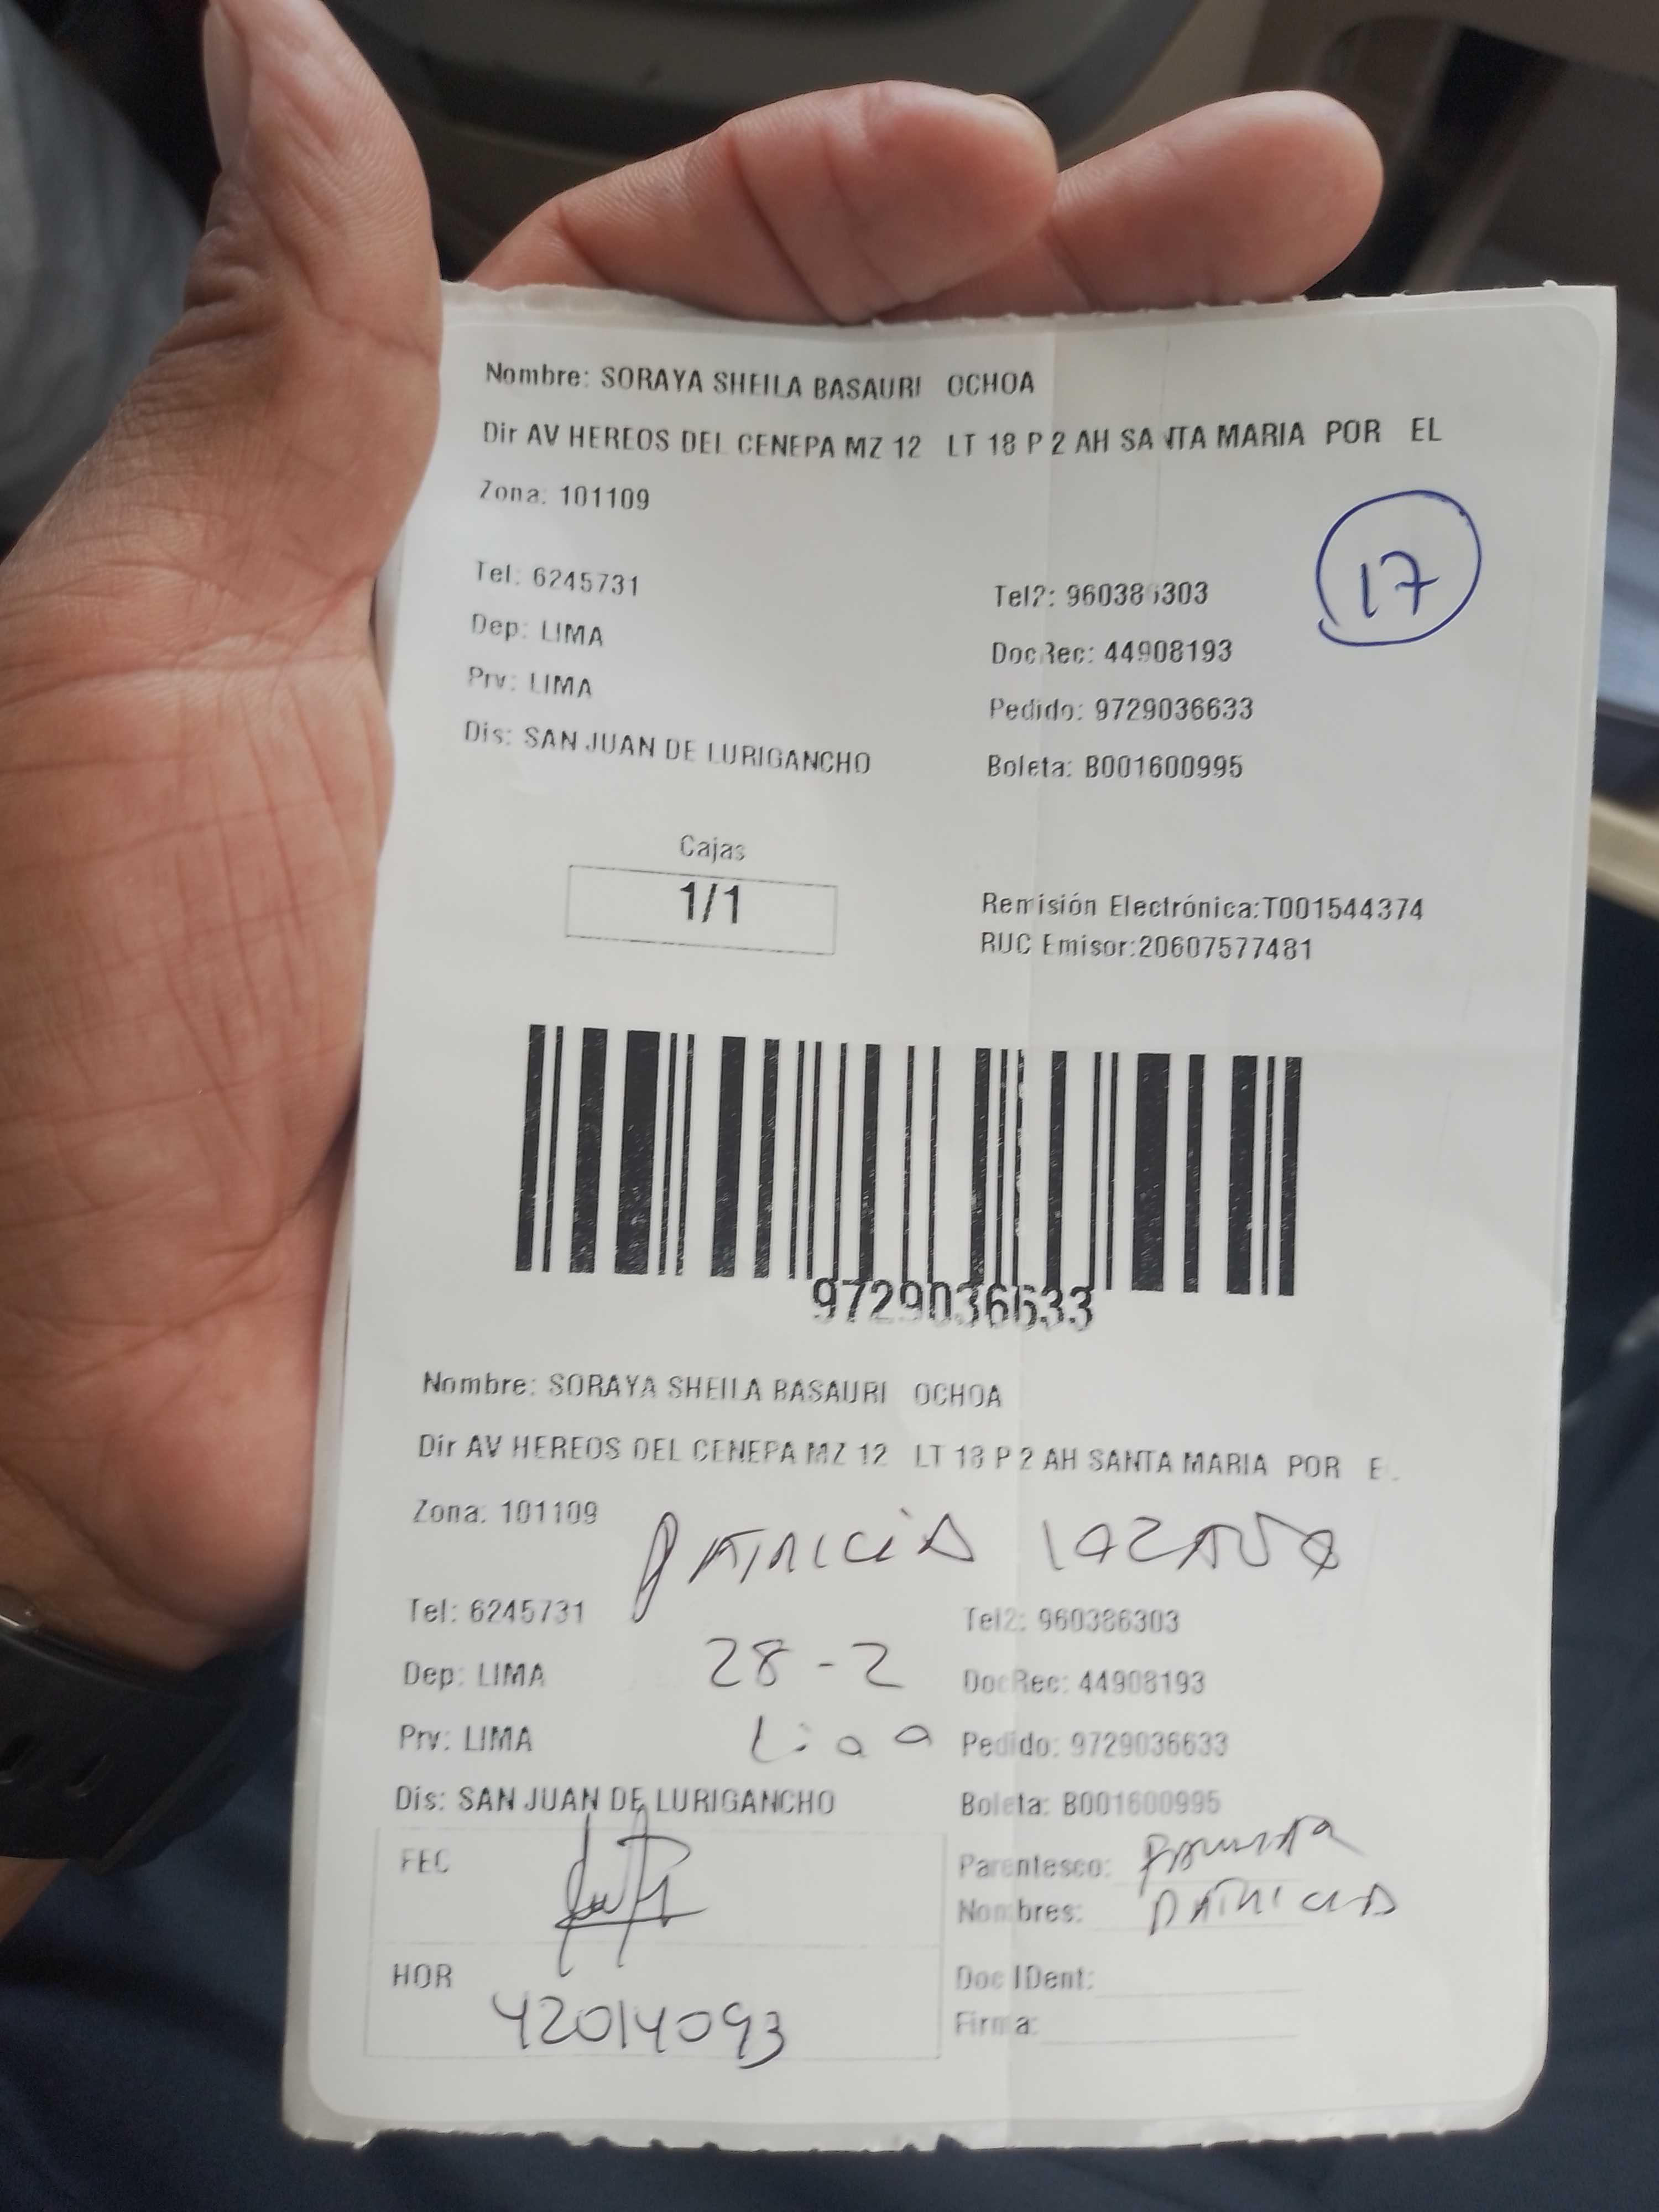 Nombre: SORAYA SHEILA BASAURI OCHOA
Dir AV HEREOS DEL CENEPA MZ 12 LT 18 P 2 AH SANTA MARIA POR EL
Zona: 101109
17
Tel: 6245731 Tel2: 960386303
Dep: LIMA DocRec: 44908193
Prv: LIMA Pedido: 9729036633
Dis: SAN JUAN DE LURIGANCHO Boleta: B001600995
Cajas
1/1
Remisión Electrónica:T001544374
RUC Emisor:20607577481
9729036633
Nombre: SORAYA SHEILA BASAURI OCHOA
Dir AV HEREOS DEL CENEPA MZ 12 LT 18 P 2 AH SANTA MARIA POR E
Zona: 101109
PATRICIA
Tel: 6245731 Tel2: 960386303
Dep: LIMA 28-2 DocRec: 44908193
Prv: LIMA Pedido: 9729036633
Dis: SAN JUAN DE LURIGANCHO Boleta: B001600995
FEC Parentesco:
Nombres: PATRICIA
HOR Doc IDent:
42014093 Firma: